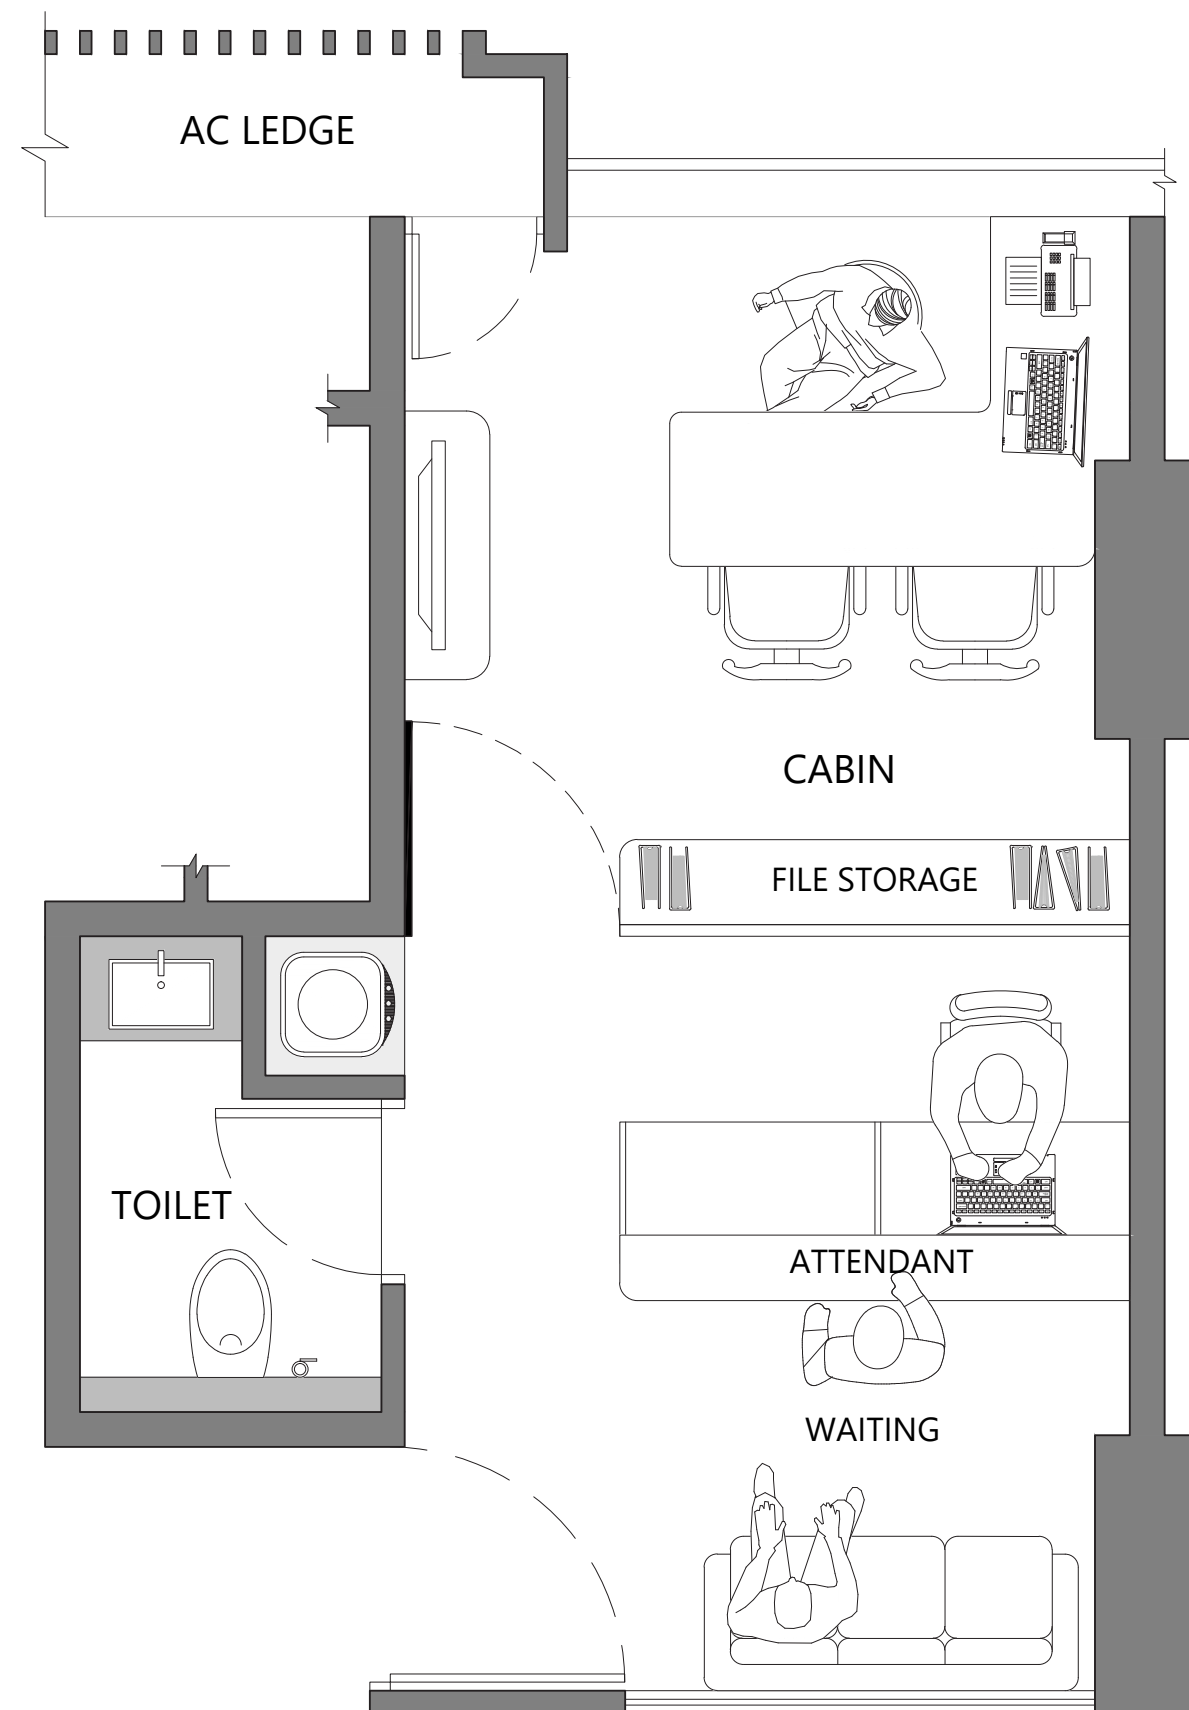 AC LEDGE
CABIN
FILE STORAGE
TOILET
ATTENDANT
WAITING